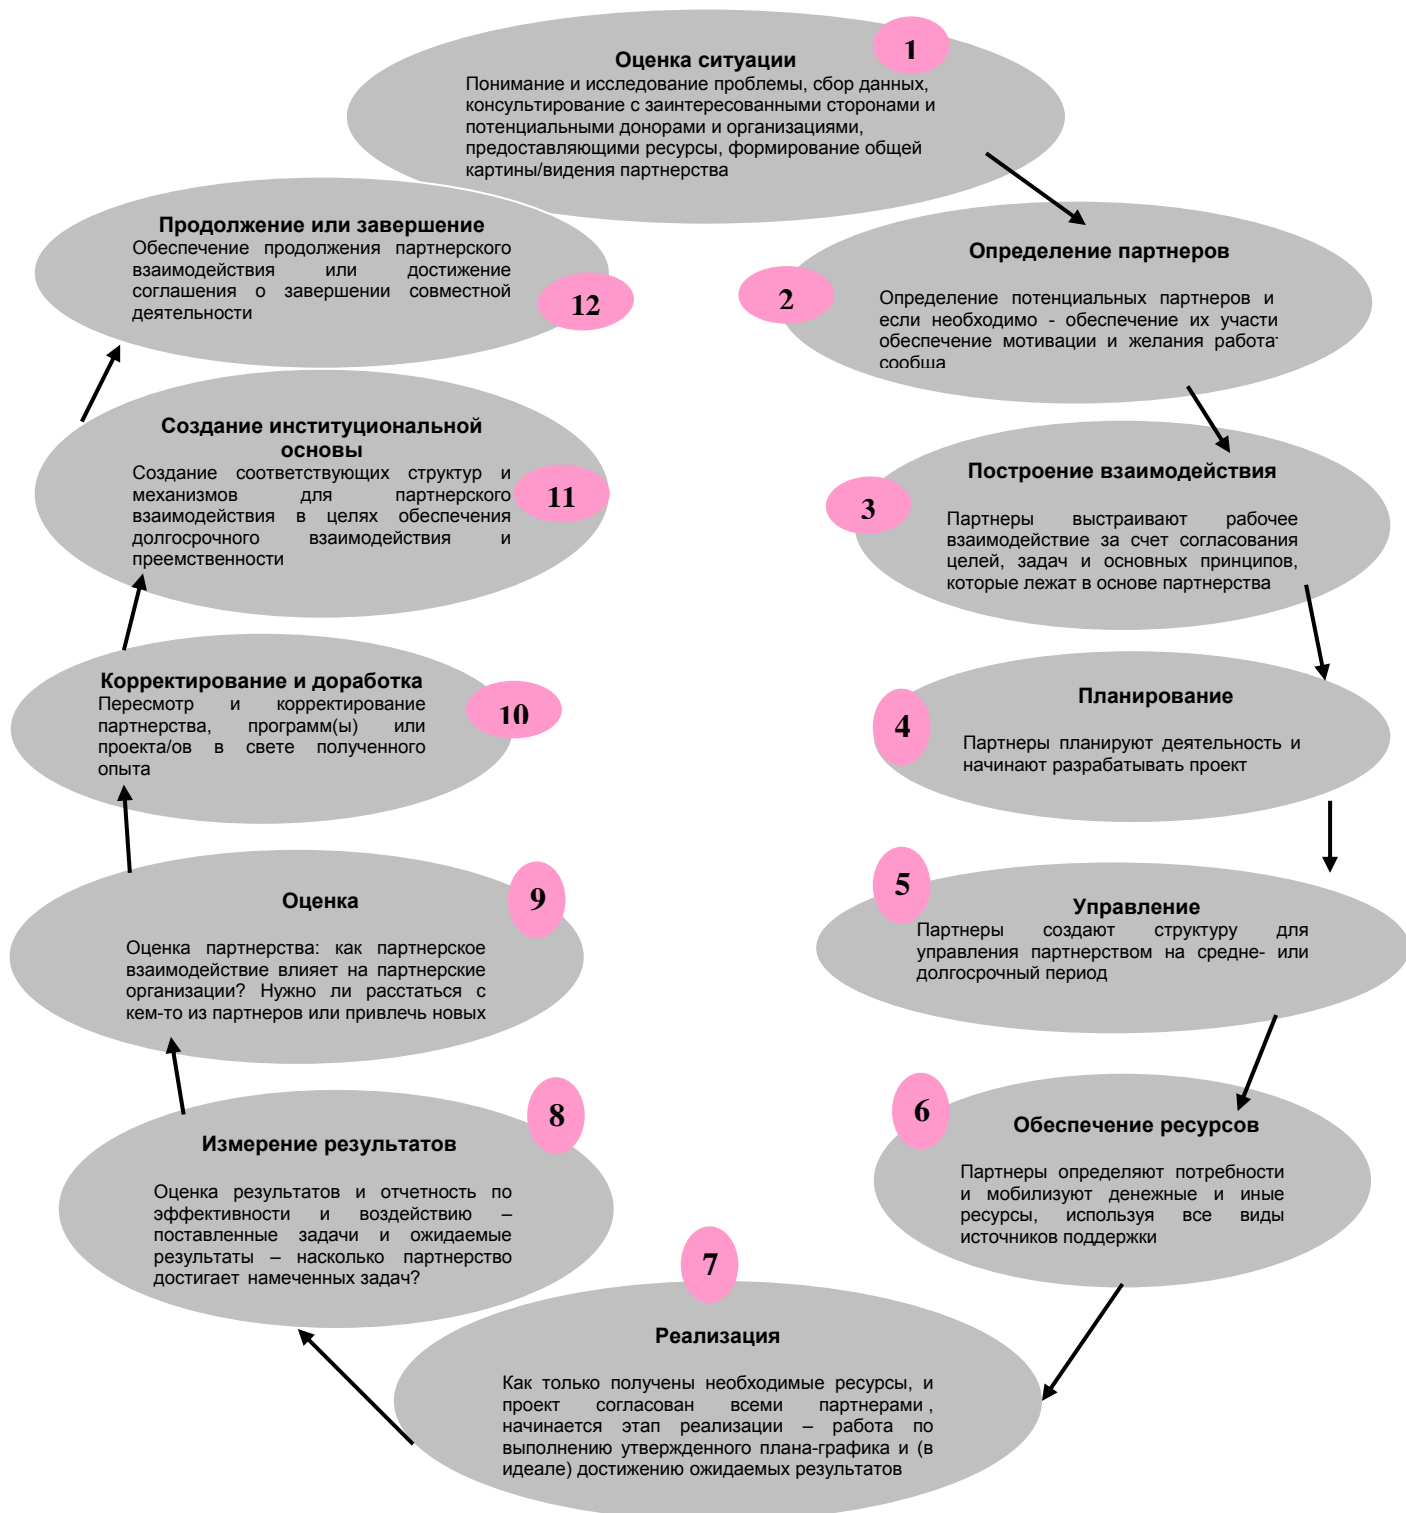 1
Оценка ситуации
Понимание и исследование проблемы, сбор данных,
консультирование с заинтересованными сторонами и
потенциальными донорами и организациями,
предоставляющими ресурсы, формирование общей
картины/видения партнерства
2
Определение партнеров
Определение потенциальных партнеров и
если необходимо - обеспечение их участи
обеспечение мотивации и желания работат
сообща
3
Построение взаимодействия
Партнеры выстраивают рабочее
взаимодействие за счет согласования
целей, задач и основных принципов,
которые лежат в основе партнерства
4
Планирование
Партнеры планируют деятельность и
начинают разрабатывать проект
5
Управление
Партнеры создают структуру для
управления партнерством на средне- или
долгосрочный период
6
Обеспечение ресурсов
Партнеры определяют потребности
и мобилизуют денежные и иные
ресурсы, используя все виды
источников поддержки
7
Реализация
Как только получены необходимые ресурсы, и
проект согласован всеми партнерами ,
начинается этап реализации – работа по
выполнению утвержденного плана-графика и (в
идеале) достижению ожидаемых результатов
8
Измерение результатов
Оценка результатов и отчетность по
эффективности и воздействию –
поставленные задачи и ожидаемые
результаты – насколько партнерство
достигает намеченных задач?
9
Оценка
Оценка партнерства: как партнерское
взаимодействие влияет на партнерские
организации? Нужно ли расстаться с
кем-то из партнеров или привлечь новых
10
Корректирование и доработка
Пересмотр и корректирование
партнерства, программ(ы) или
проекта/ов в свете полученного
опыта
11
Создание институциональной
основы
Создание соответствующих структур и
механизмов для партнерского
взаимодействия в целях обеспечения
долгосрочного взаимодействия и
преемственности
12
Продолжение или завершение
Обеспечение продолжения партнерского
взаимодействия или достижение
соглашения о завершении совместной
деятельности